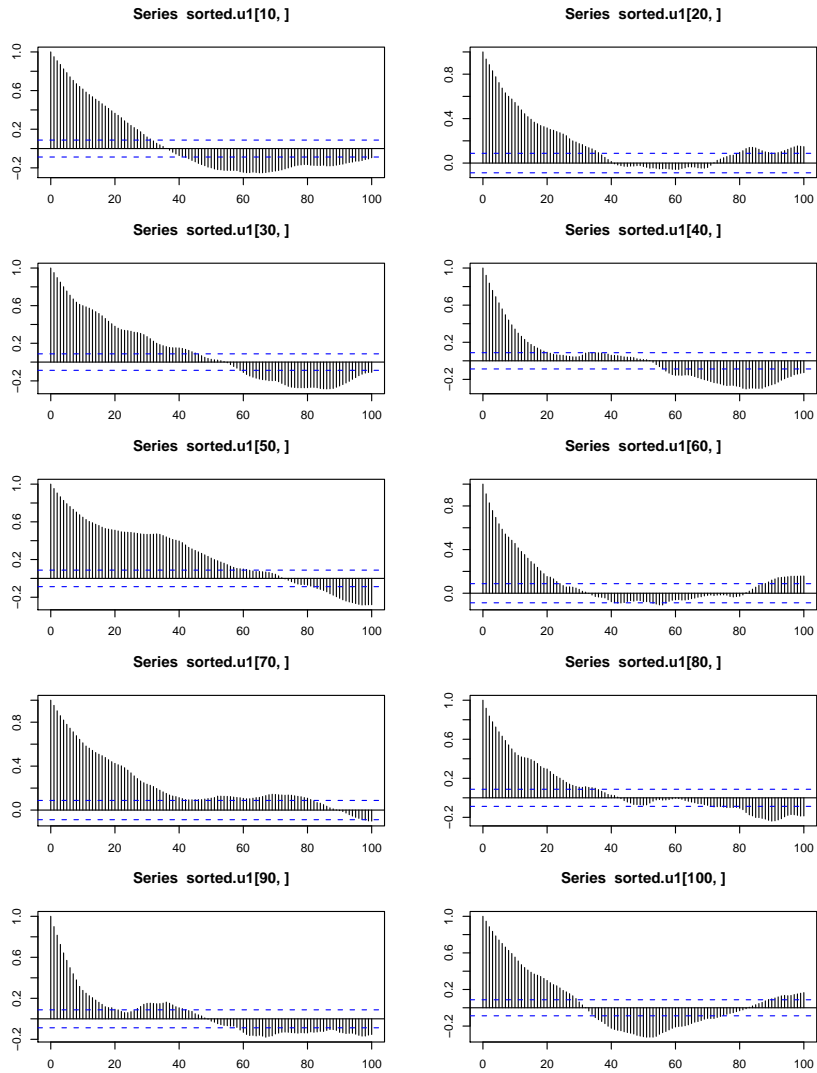 Series sorted.u1[10, ]
1.0
0.6
0.2
−0.2
0 20 40 60 80 100
Series sorted.u1[20, ]
0.8
0.4
0.0
0 20 40 60 80 100
Series sorted.u1[30, ]
1.0
0.6
0.2
−0.2
0 20 40 60 80 100
Series sorted.u1[40, ]
1.0
0.6
0.2
−0.2
0 20 40 60 80 100
Series sorted.u1[50, ]
1.0
0.6
0.2
−0.2
0 20 40 60 80 100
Series sorted.u1[60, ]
0.8
0.4
0.0
0 20 40 60 80 100
Series sorted.u1[70, ]
0.8
0.4
0.0
0 20 40 60 80 100
Series sorted.u1[80, ]
1.0
0.6
0.2
−0.2
0 20 40 60 80 100
Series sorted.u1[90, ]
1.0
0.6
0.2
−0.2
0 20 40 60 80 100
Series sorted.u1[100, ]
1.0
0.6
0.2
−0.2
0 20 40 60 80 100